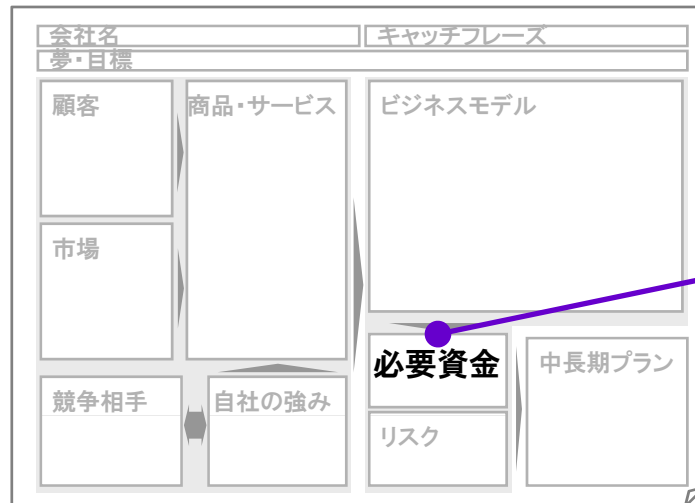 会社名
キャッチフレーズ
夢・目標
顧客
商品・サービス
ビジネスモデル
市場
必要資金
中長期プラン
競争相手
自社の強み
リスク